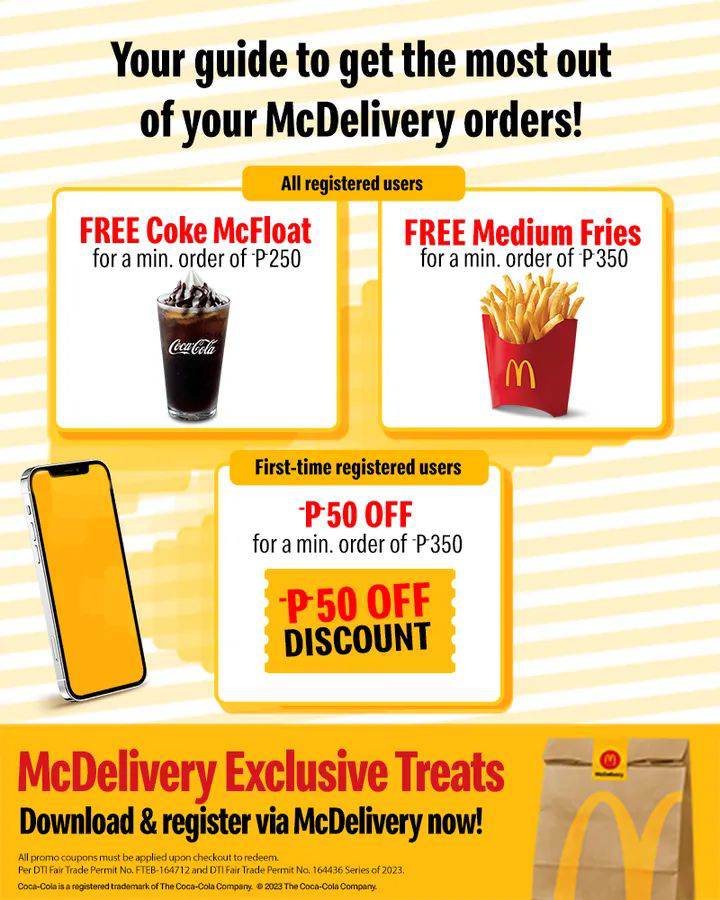 Your guide to get the most out
of your McDelivery orders!
All registered users
FREE Coke McFloat
for a min. order of ₱250
Coca-Cola
FREE Medium Fries
for a min. order of ₱350
First-time registered users
₱50 OFF
for a min. order of ₱350
₱50 OFF
DISCOUNT
McDelivery Exclusive Treats
Download & register via McDelivery now!
McDelivery
All promo coupons must be applied upon checkout to redeem.
Per DTI Fair Trade Permit No. FTEB-164712 and DTI Fair Trade Permit No. 164436 Series of 2023.
Coca-Cola is a registered trademark of The Coca-Cola Company. © 2023 The Coca-Cola Company.